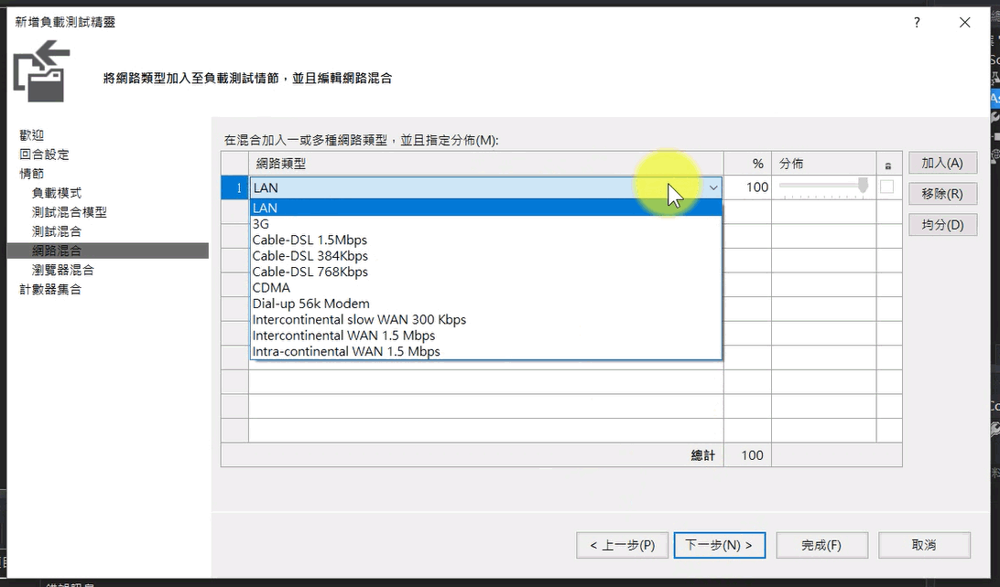 新增負載測試精靈
?
將網路類型加入至負載測試情節，並且編輯網路混合
歡迎
回合設定
情節
負載模式
測試混合模型
測試混合
網路混合
瀏覽器混合
計數器集合
在混合加入一或多種網路類型，並且指定分佈(M):
網路類型 % 分佈
1 LAN 100
LAN
3G
Cable-DSL 1.5Mbps
Cable-DSL 384Kbps
Cable-DSL 768Kbps
CDMA
Dial-up 56k Modem
Intercontinental slow WAN 300 Kbps
Intercontinental WAN 1.5 Mbps
Intra-continental WAN 1.5 Mbps
總計 100
加入(A)
移除(R)
均分(D)
< 上一步(P)
下一步(N) >
完成(F)
取消